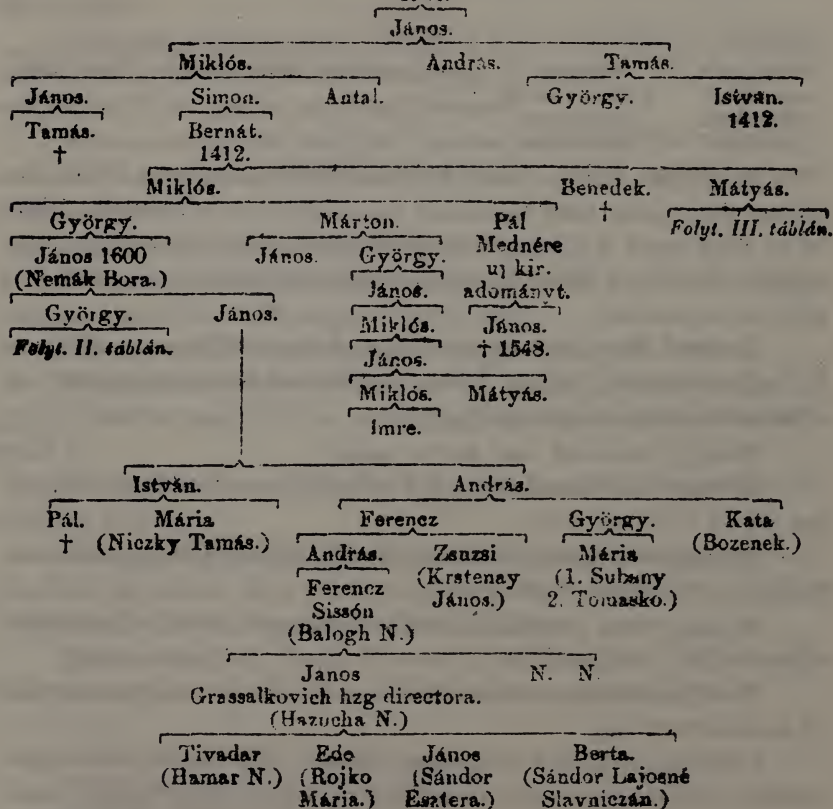 János.
Miklós. András. Tamás.
János. Simon. Antal. György. István.
Tamás. Bernát. 1412.
† 1412.
Miklós. Benedek. Mátyás.
György. Márton. Pál † Folyt. III. táblán.
János 1600 János. György. Mednére
(Nemák Bora.) János. uj kir. adományt.
György. János. Miklós. János.
Folyt. II. táblán. János. † 1548.
Miklós. Mátyás.
Imre.
István. András.
Pál. Mária Ferencz György. Kata
† (Niczky Tamás.) András. Zsuzsi Mária (Bozenek.)
Ferencz (Krstenay (1. Subany
Sissón János.) 2. Tomasko.)
(Balogh N.)
Janos N. N.
Grassalkovich hzg directora.
(Hazucha N.)
Tivadar Ede János Berta.
(Hamar N.) (Rojko (Sándor (Sándor Lajosné
Mária.) Esztera.) Slavniczán.)